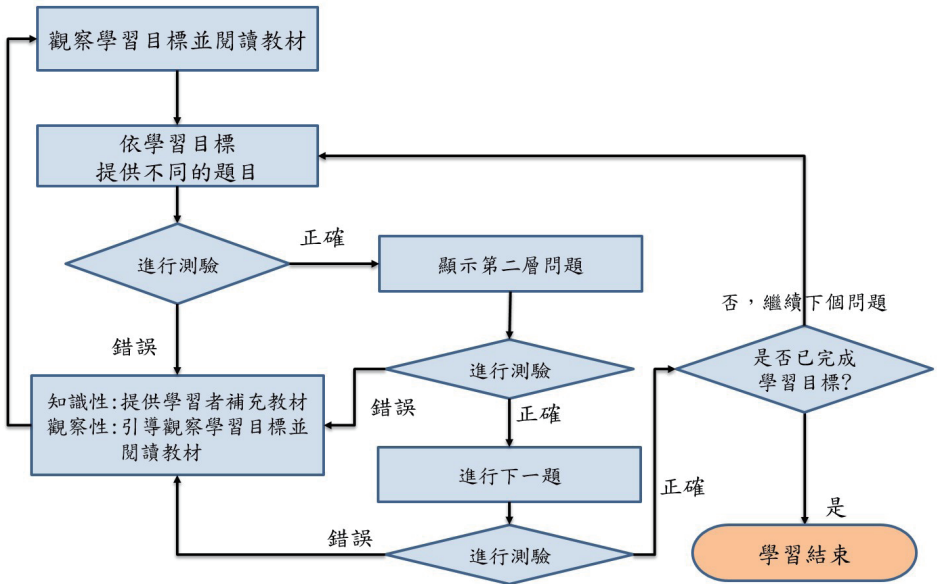 觀察學習目標並閱讀教材
依學習目標
提供不同的題目
進行測驗
正確
顯示第二層問題
否，繼續下個問題
錯誤
進行測驗
是否已完成
學習目標?
知識性:提供學習者補充教材
觀察性:引導觀察學習目標並
閱讀教材
錯誤
正確
進行下一題
正確
錯誤
進行測驗
是
學習結束